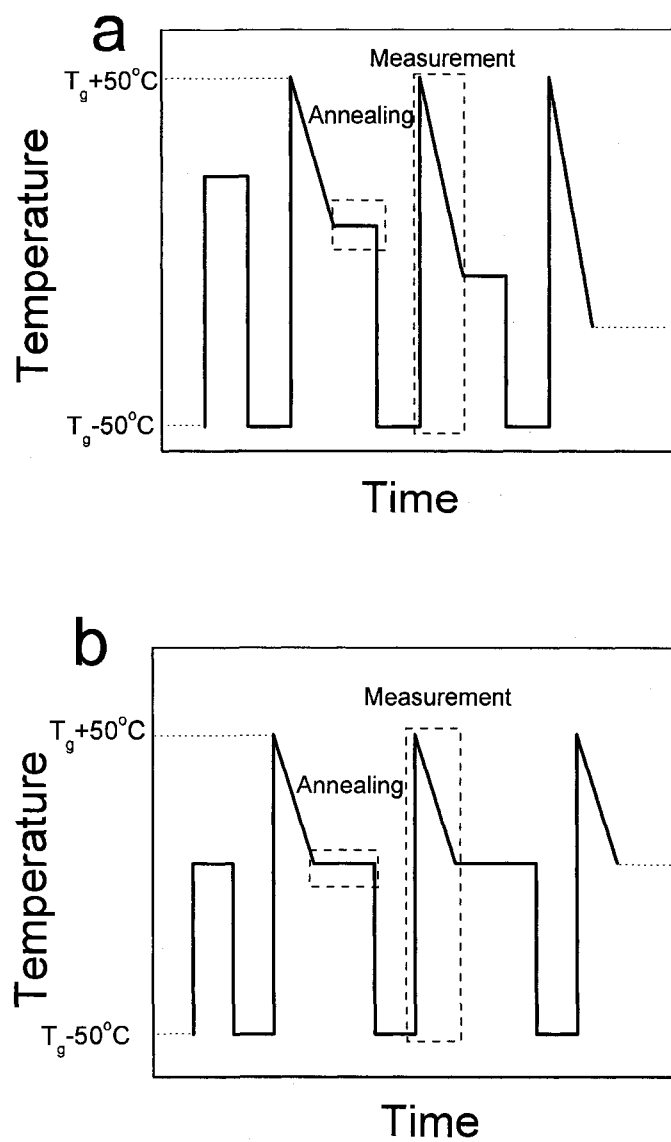 a
Measurement
Tg+50°C
Annealing
Temperature
Tg-50°C
Time
b
Measurement
Tg+50°C
Annealing
Temperature
Tg-50°C
Time